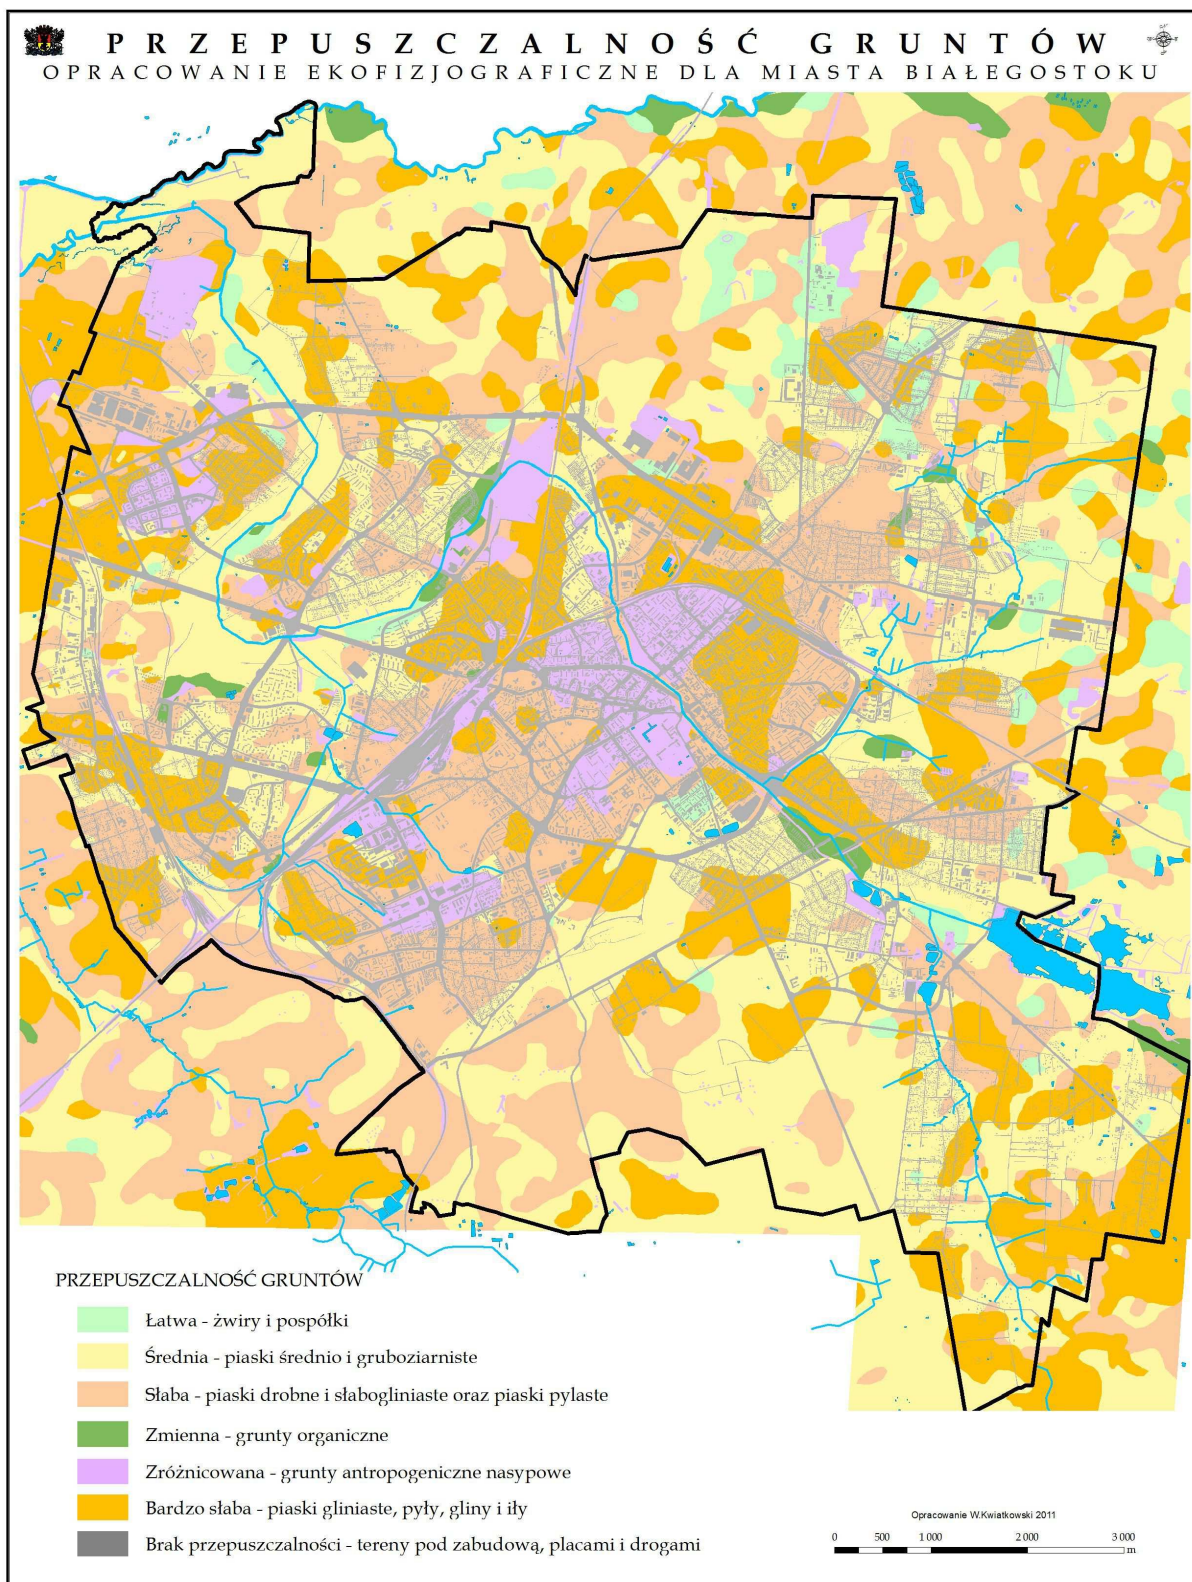 PRZEPUSZCZALNOŚĆ GRUNTÓW
OPRACOWANIE EKOFIZJOGRAFICZNE DLA MIASTA BIAŁEGOSTOKU
PRZEPUSZCZALNOŚĆ GRUNTÓW
Łatwa - żwiry i pospółki
Średnia - piaski średnio i gruboziarniste
Słaba - piaski drobne i słabogliniaste oraz piaski pylaste
Zmienna - grunty organiczne
Zróżnicowana - grunty antropogeniczne nasypowe
Bardzo słaba - piaski gliniaste, pyły, gliny i iły
Brak przepuszczalności - tereny pod zabudową, placami i drogami
Opracowanie W.Kwiatkowski 2011
0 500 1 000 2 000 3 000
m